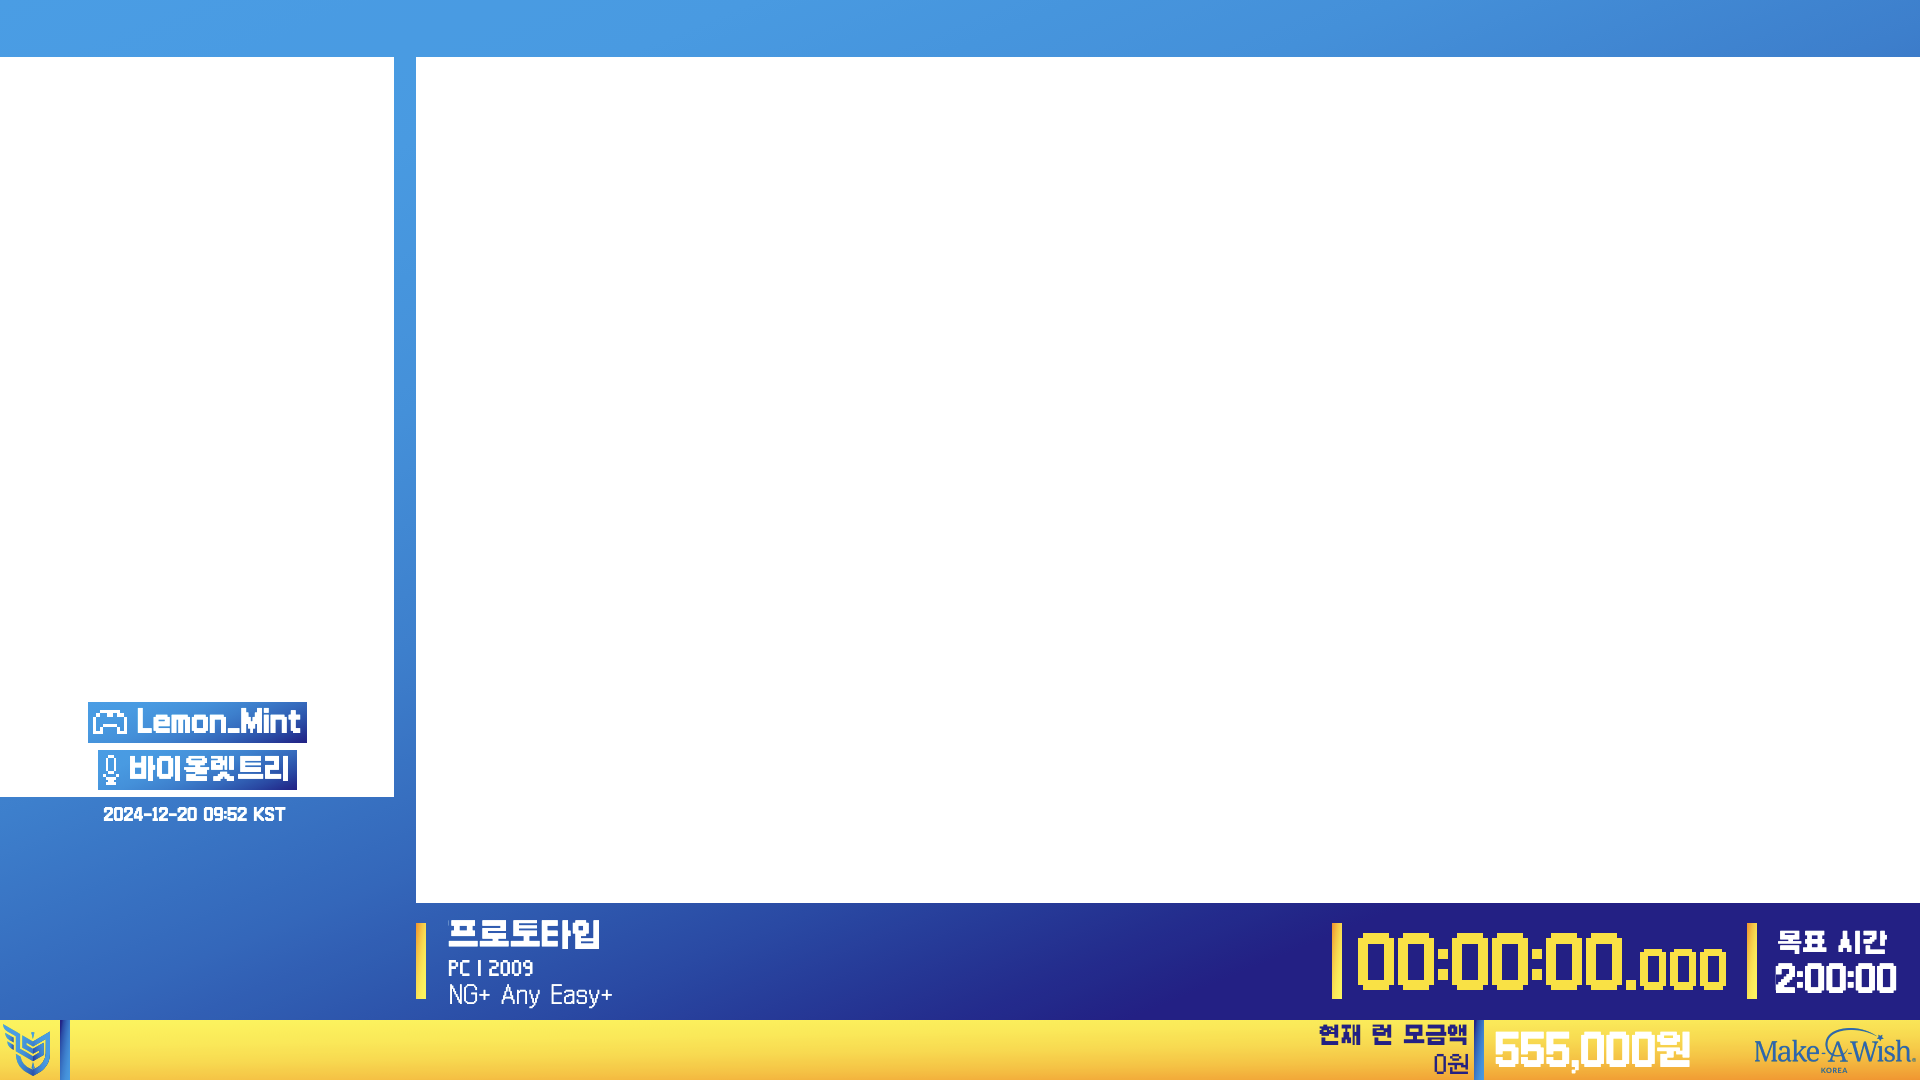 Lemon_Mint
바이올렛트리
2024-12-20 09:52 KST
프로토타입
PC | 2009
NG+ Any Easy+
00:00:00.000
목표 시간
2:00:00
현재 런 모금액
0원
555,000원
Make-A-Wish.
KOREA